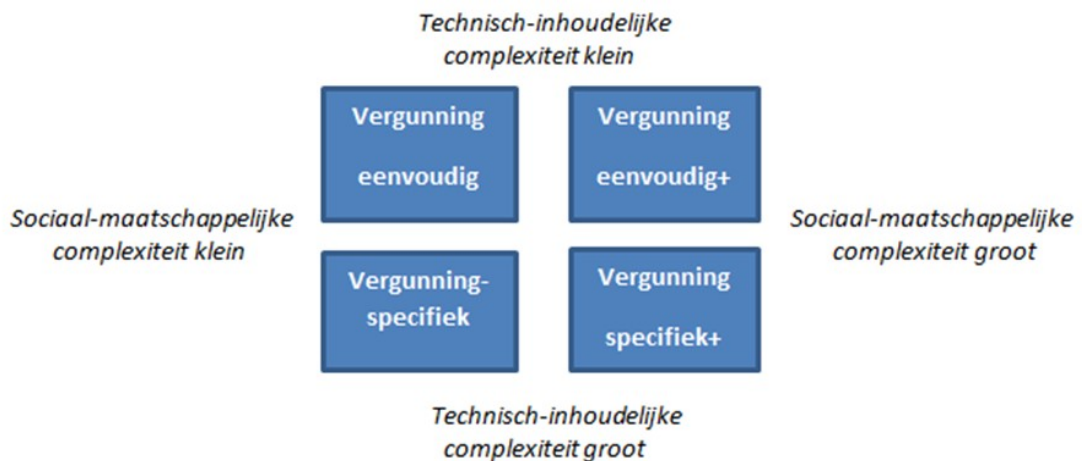 Technisch-inhoudelijke
complexiteit klein
Vergunning
eenvoudig
Vergunning
eenvoudig+
Sociaal-maatschappelijke
complexiteit klein
Sociaal-maatschappelijke
complexiteit groot
Vergunning-
specifiek
Vergunning
specifiek+
Technisch-inhoudelijke
complexiteit groot